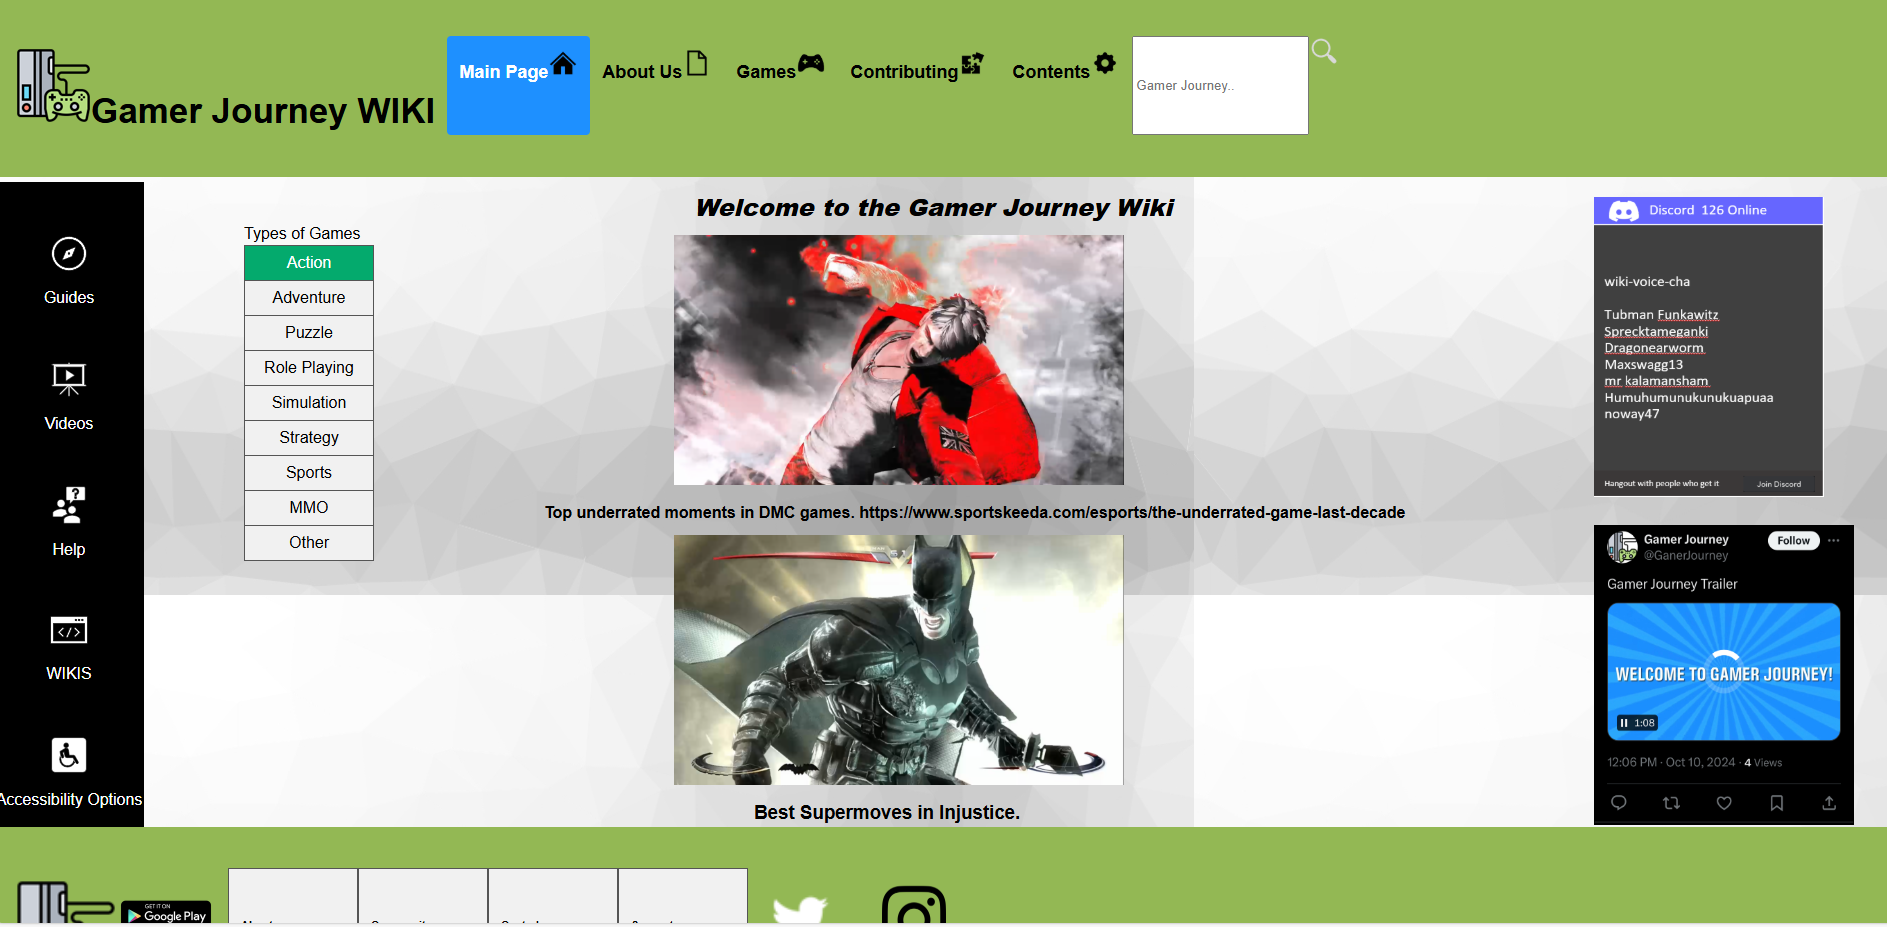 Gamer Journey WIKI
Main Page
About Us
Games
Contributing
Contents
Gamer Journey..
Guides
Videos
Help
WIKIS
Accessibility Options
Types of Games
Action
Adventure
Puzzle
Role Playing
Simulation
Strategy
Sports
MMO
Other
Welcome to the Gamer Journey Wiki
Top underrated moments in DMC games. https://www.sportskeeda.com/esports/the-underrated-game-last-decade
Best Supermoves in Injustice.
Discord 126 Online
wiki-voice-cha
Tubman Funkawitz
Sprecktameganki
Dragonearworm
Maxswagg13
mr kalamansham
Humuhumunukunukuapuaa
noway47
Hangout with people who get it
Join Discord
Gamer Journey
Follow
@GanerJourney
Gamer Journey Trailer
WELCOME TO GAMER JOURNEY!
1:08
12:06 PM · Oct 10, 2024 · 4 Views
GET IT ON
Google Play